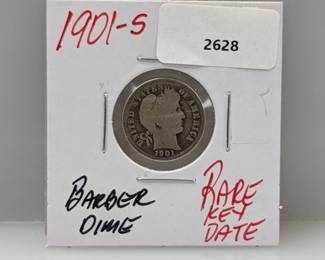 1901-S
2628
UNITED STATES OF AMERICA
1901
BARBER
DIME
RARE
KEY
DATE